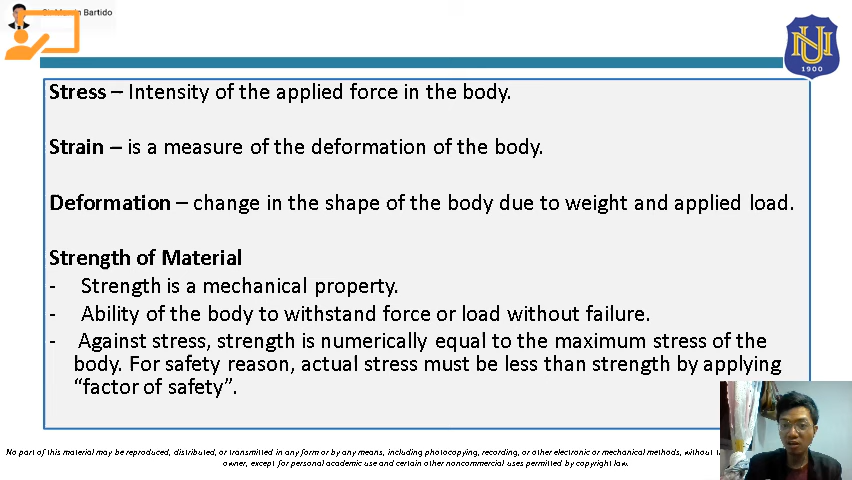 Sir Marvin Bartido
NU
1900
Stress – Intensity of the applied force in the body.
Strain – is a measure of the deformation of the body.
Deformation – change in the shape of the body due to weight and applied load.
Strength of Material
- Strength is a mechanical property.
- Ability of the body to withstand force or load without failure.
- Against stress, strength is numerically equal to the maximum stress of the
body. For safety reason, actual stress must be less than strength by applying
“factor of safety”.
No part of this material may be reproduced, distributed, or transmitted in any form or by any means, including photocopying, recording, or other electronic or mechanical methods, without
owner, except for personal academic use and certain other noncommercial uses permitted by copyright law.